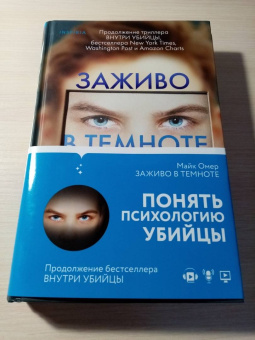 Продолжение триллера
ВНУТРИ УБИЙЦЫ,
бестселлера New York Times,
Washington Post и Amazon Charts
ЗАЖИВО
В ТЕМНОТЕ
Майк Омер
ЗАЖИВО В ТЕМНОТЕ
ПОНЯТЬ
ПСИХОЛОГИЮ
УБИЙЦЫ
Продолжение бестселлера
ВНУТРИ УБИЙЦЫ